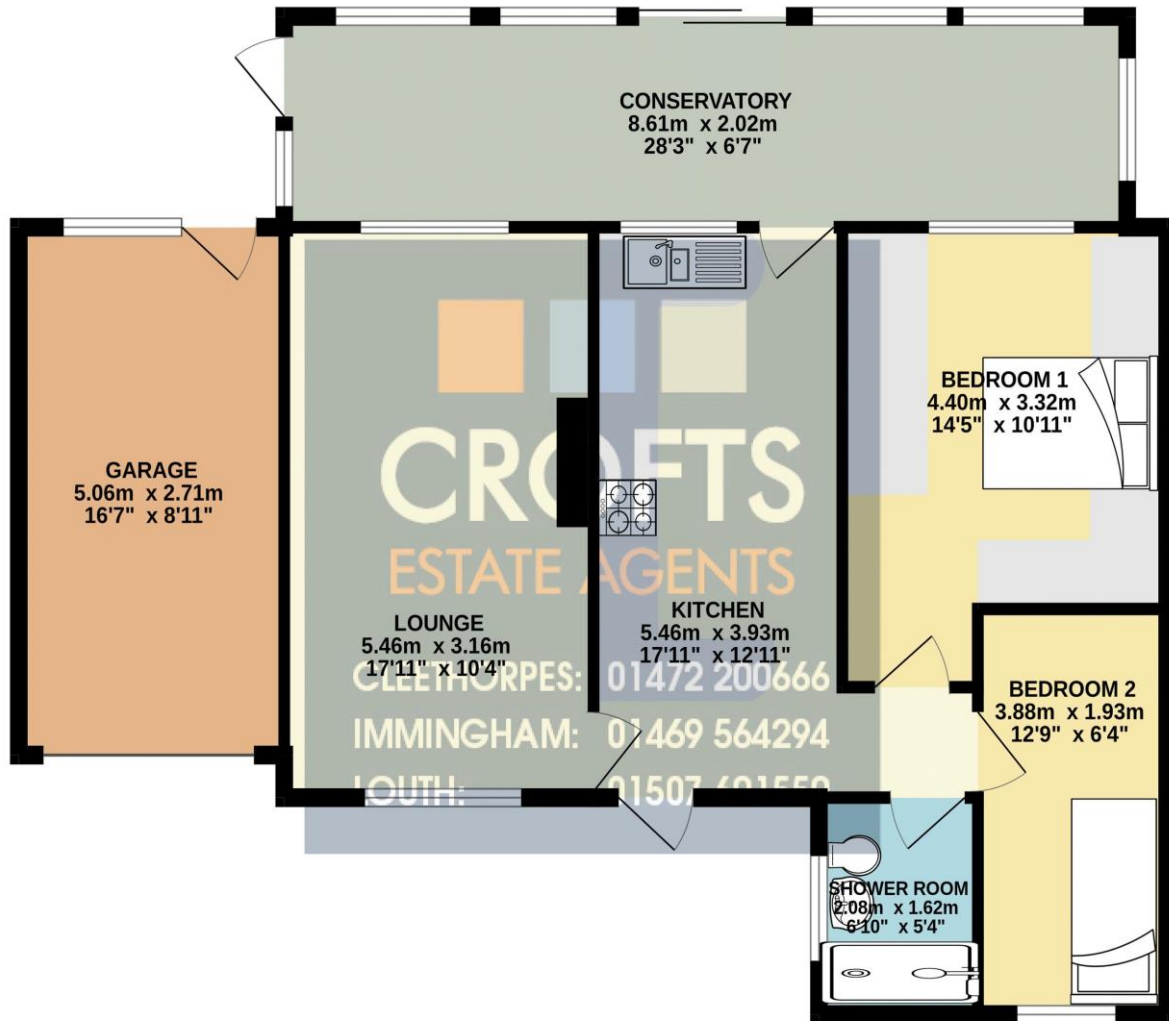 CONSERVATORY
8.61m x 2.02m
28'3" x 6'7"
GARAGE
5.06m x 2.71m
16'7" x 8'11"
BEDROOM 1
4.40m x 3.32m
14'5" x 10'11"
CROFTS
ESTATE AGENTS
LOUNGE
5.46m x 3.16m
17'11" x 10'4"
KITCHEN
5.46m x 3.93m
17'11" x 12'11"
CLEETHORPES: 01472 200666
IMMINGHAM: 01469 564294
LOUTH: 01507
BEDROOM 2
3.88m x 1.93m
12'9" x 6'4"
SHOWER ROOM
2.08m x 1.62m
6'10" x 5'4"